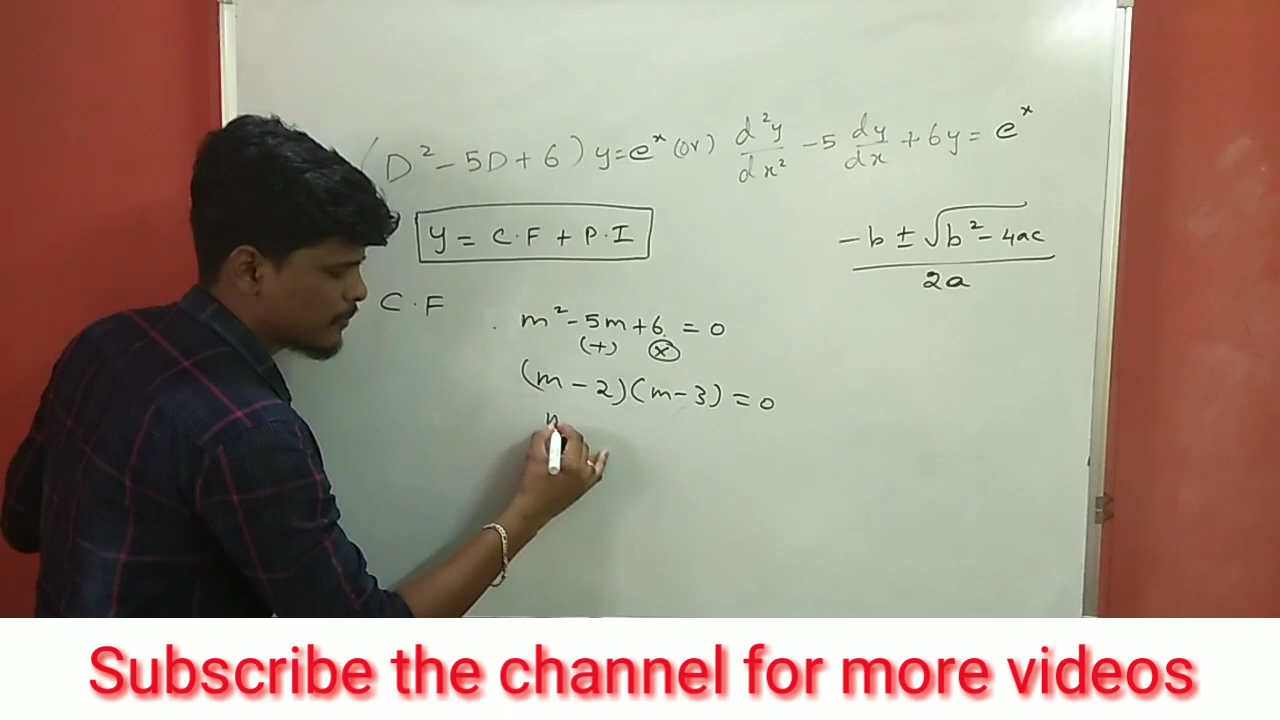 (D² - 5D + 6) y = eˣ (or) d²y/dx² - 5 dy/dx + 6y = eˣ
y = C.F + P.I
-b ± √b² - 4ac / 2a
C.F
m² - 5m + 6 = 0
(+) (x)
(m - 2)(m - 3) = 0
Subscribe the channel for more videos